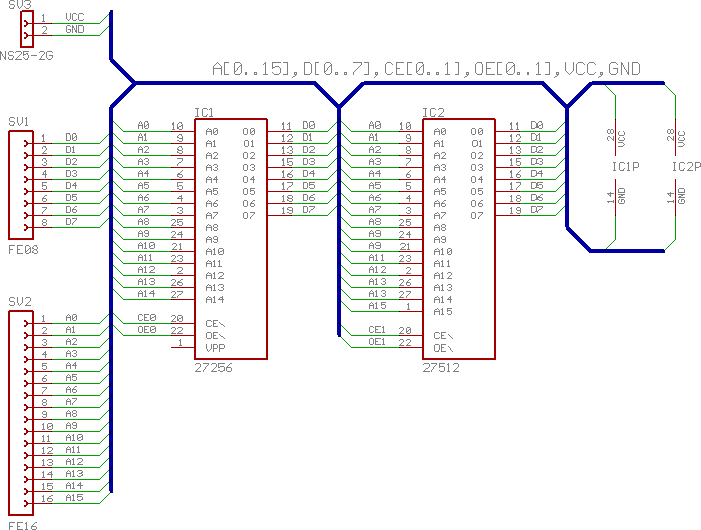 SV3
1 VCC
2 GND
NS25-2G
A[0..15],D[0..7],CE[0..1],OE[0..1],VCC,GND
SV1
1 D0
2 D1
3 D2
4 D3
5 D4
6 D5
7 D6
8 D7
FE08
SV2
1 A0
2 A1
3 A2
4 A3
5 A4
6 A5
7 A6
8 A7
9 A8
10 A9
11 A10
12 A11
13 A12
14 A13
15 A14
16 A15
FE16
IC1
A0 10 A0 O0 11 D0
A1 9 A1 O1 12 D1
A2 8 A2 O2 13 D2
A3 7 A3 O3 15 D3
A4 6 A4 O4 16 D4
A5 5 A5 O5 17 D5
A6 4 A6 O6 18 D6
A7 3 A7 O7 19 D7
A8 25 A8
A9 24 A9
A10 21 A10
A11 23 A11
A12 2 A12
A13 26 A13
A14 27 A14
CE0 20 CE\
OE0 22 OE\
1 VPP
27256
IC2
A0 10 A0 O0 11 D0
A1 9 A1 O1 12 D1
A2 8 A2 O2 13 D2
A3 7 A3 O3 15 D3
A4 6 A4 O4 16 D4
A5 5 A5 O5 17 D5
A6 4 A6 O6 18 D6
A7 3 A7 O7 19 D7
A8 25 A8
A9 24 A9
A9 21 A10
A11 23 A11
A12 2 A12
A13 26 A13
A13 27 A14
A15 1 A15
CE1 20 CE\
OE1 22 OE\
27512
28 VCC
IC1P
14 GND
28 VCC
IC2P
14 GND